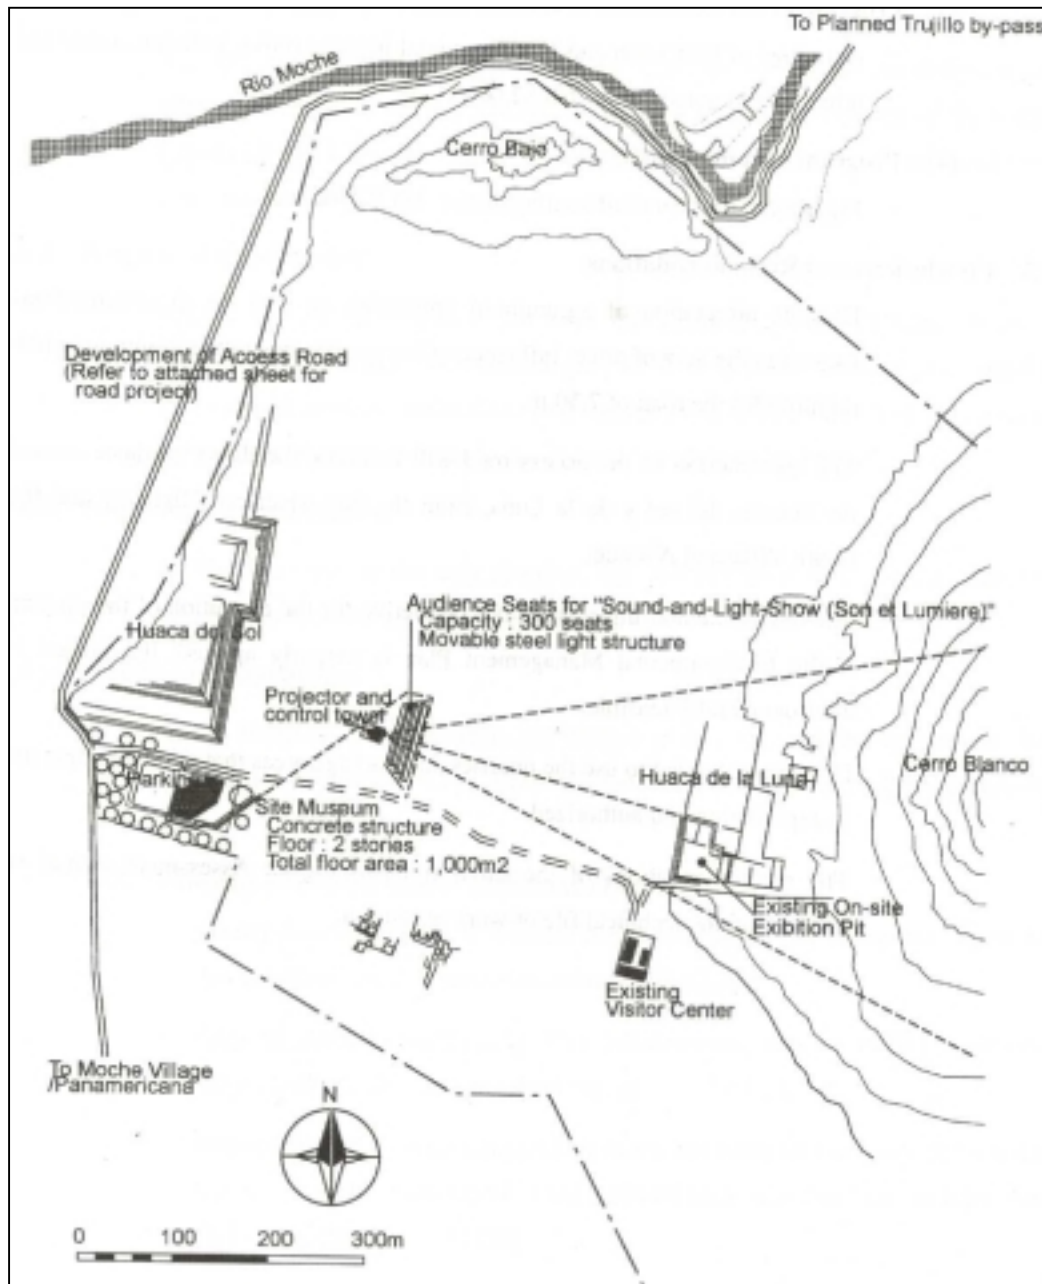 To Planned Trujillo by-pass
Rio Moche
Cerro Bajo
Development of Access Road
(Refer to attached sheet for
road project)
Audience Seats for "Sound-and-Light-Show (Son et Lumiere)"
Capacity : 300 seats
Movable steel light structure
Huaca del Sol
Projector and
control tower
Cerro Blanco
Huaca de la Luna
Parking
Site Museum
Concrete structure
Floor : 2 stories
Total floor area : 1,000m2
Existing On-site
Exibition Pit
Existing
Visitor Center
To Moche Village
/Panamericana
N
0 100 200 300m